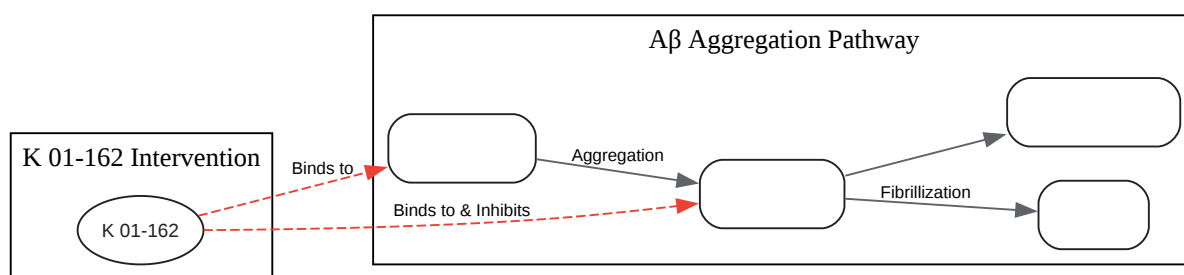 Aβ Aggregation Pathway
K 01-162 Intervention
Binds to
Aggregation
Binds to & Inhibits
Fibrillization
K 01-162